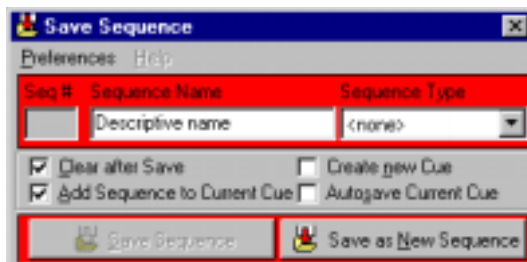 Save Sequence
Preferences Help
Seq # Sequence Name Sequence Type
Descriptive name <none>
Clear after Save Create new Cue
Add Sequence to Current Cue Autosave Current Cue
Save Sequence Save as New Sequence